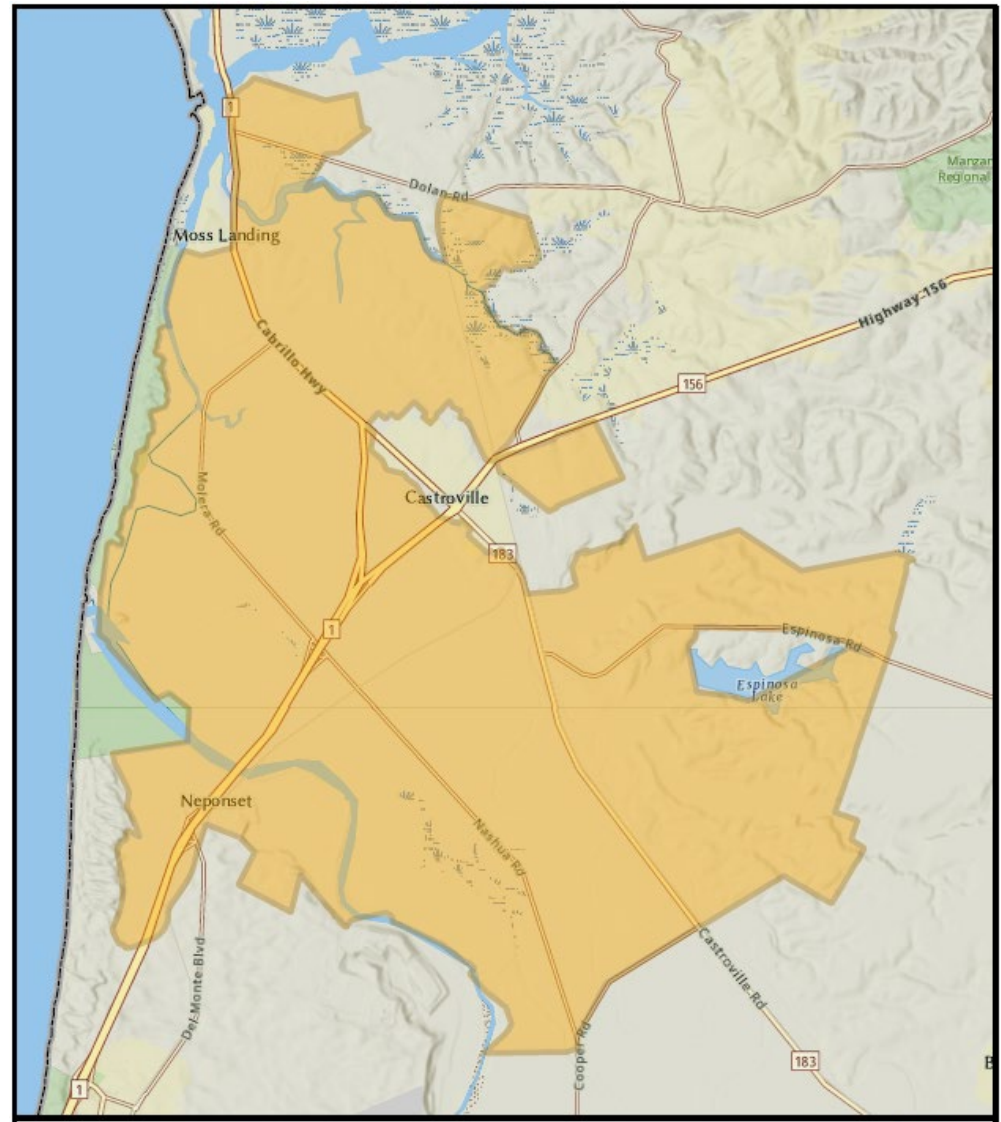 1
Manzan
Regional
Dolan Rd
Moss Landing
Highway 156
Cabrillo Hwy
156
Molera Rd
Castroville
183
1
Espinosa Rd
Espinosa
Lake
Neponset
Nashua Rd
Castroville Rd
Del Monte Blvd
Cooper Rd
183
1
B